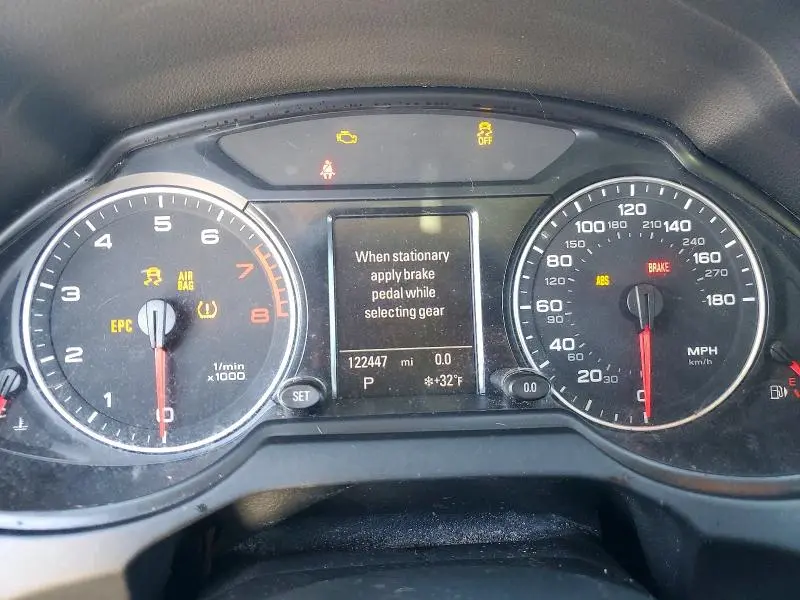 OFF
4 5 6
3 7
2 8
1 0
AIR
BAG
EPC
1/min
x1000
When stationary
apply brake
pedal while
selecting gear
122447 mi 0.0
P ❄+32°F
SET
0.0
100 120 140
80 160
60 180
40
20 0
150 180 210 240
120 270
90
60
30
ABS
BRAKE
MPH
km/h
E